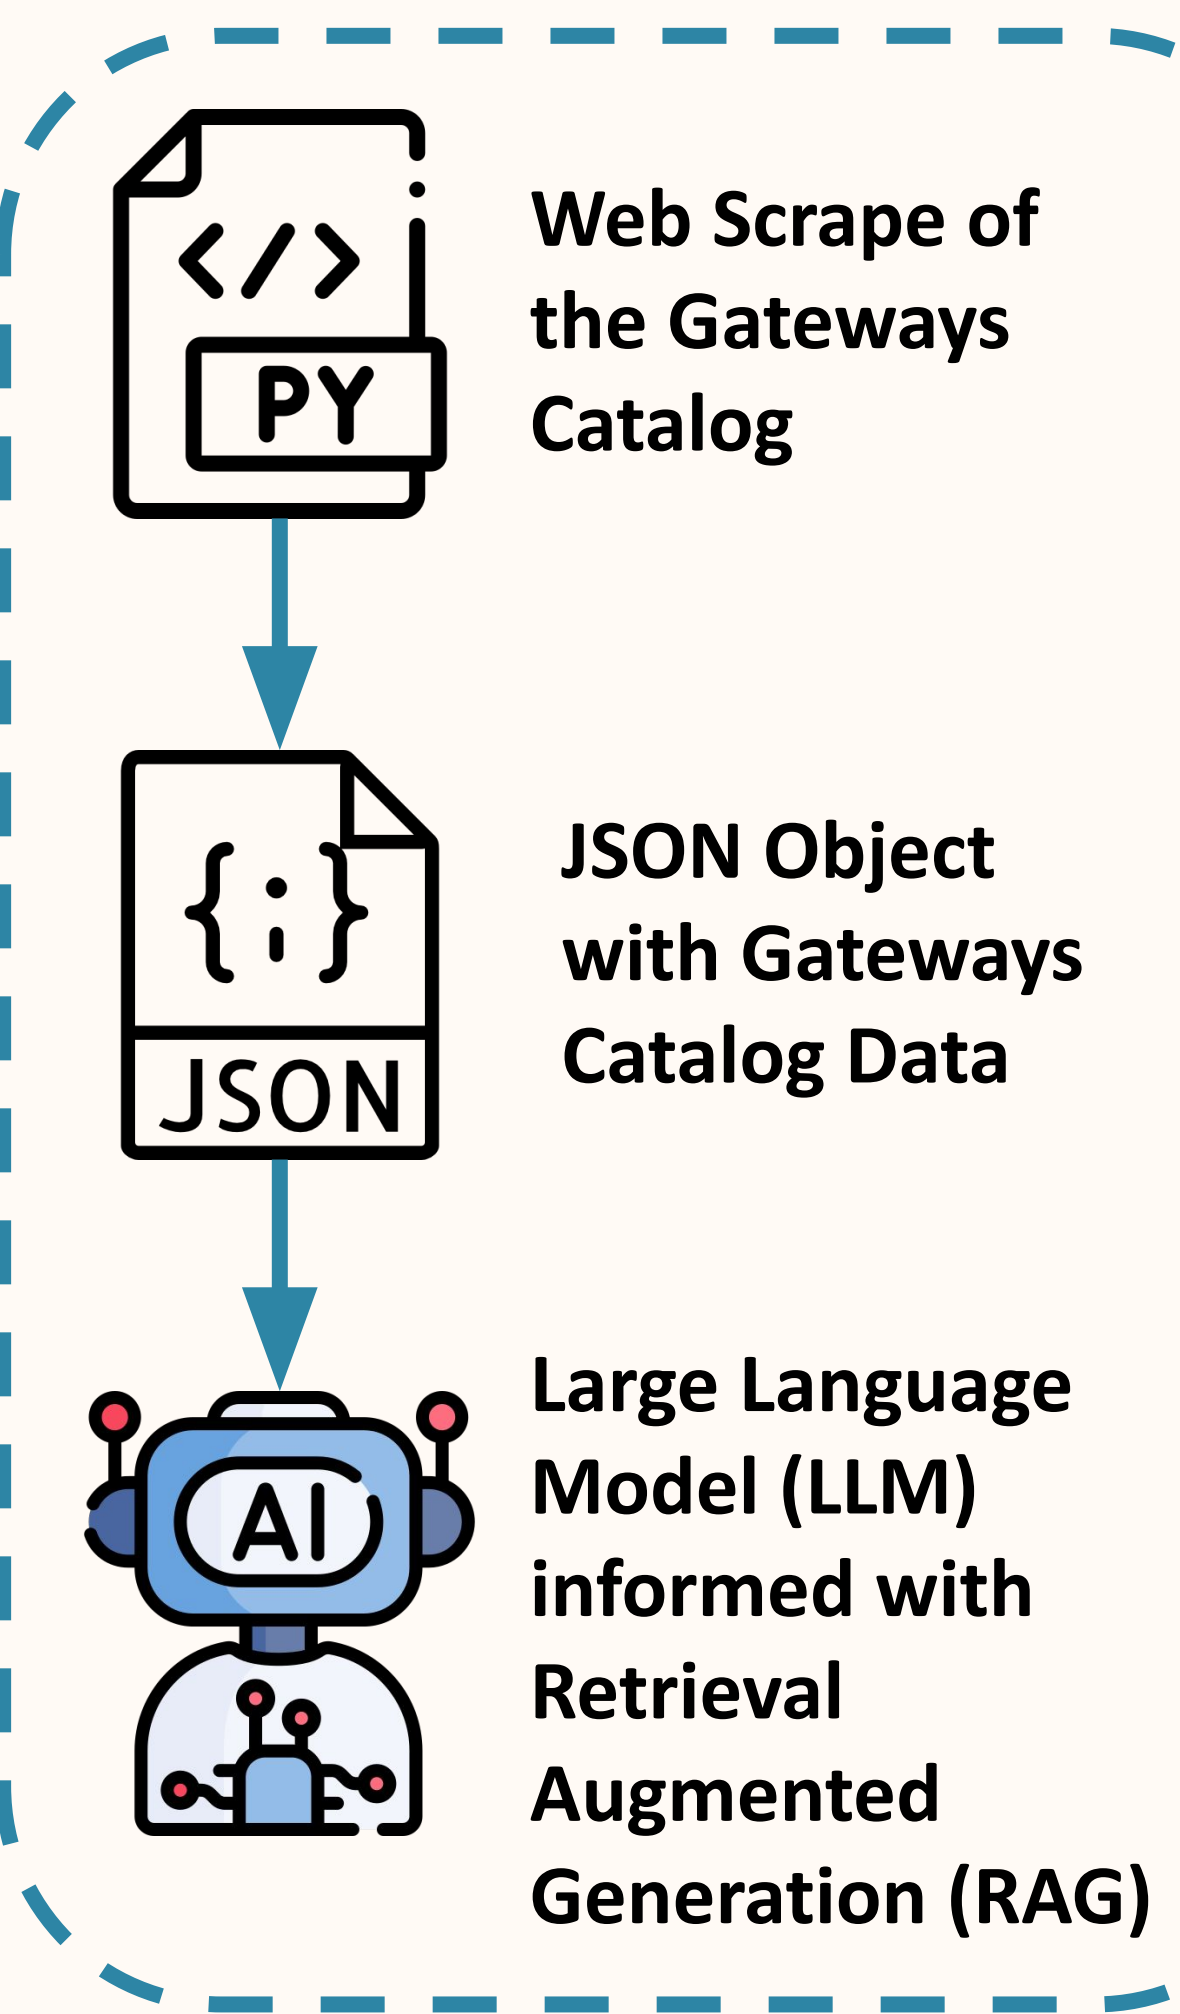 </>
PY
Web Scrape of
the Gateways
Catalog
{;}
JSON
JSON Object
with Gateways
Catalog Data
AI
Large Language
Model (LLM)
informed with
Retrieval
Augmented
Generation (RAG)